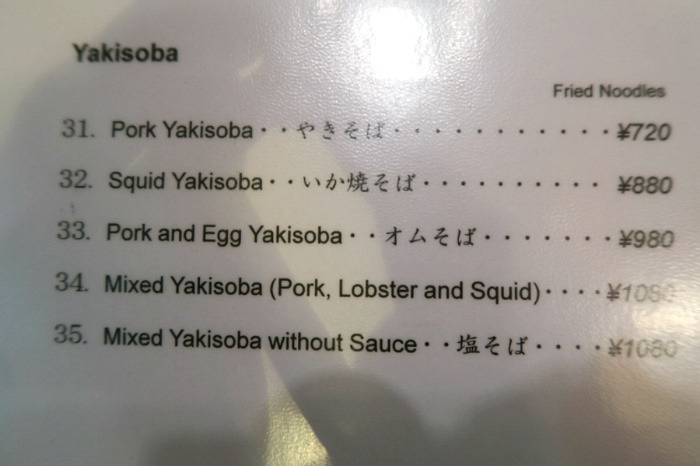 Yakisoba
Fried Noodles
31. Pork Yakisoba・・やきそば・・・・・・・・・・・・¥720
32. Squid Yakisoba・・いか焼そば・・・・・・・・・・ ¥880
33. Pork and Egg Yakisoba・・オムそば・・・・・・・¥980
34. Mixed Yakisoba (Pork, Lobster and Squid)・・・・¥1080
35. Mixed Yakisoba without Sauce・・塩そば・・・・¥1080